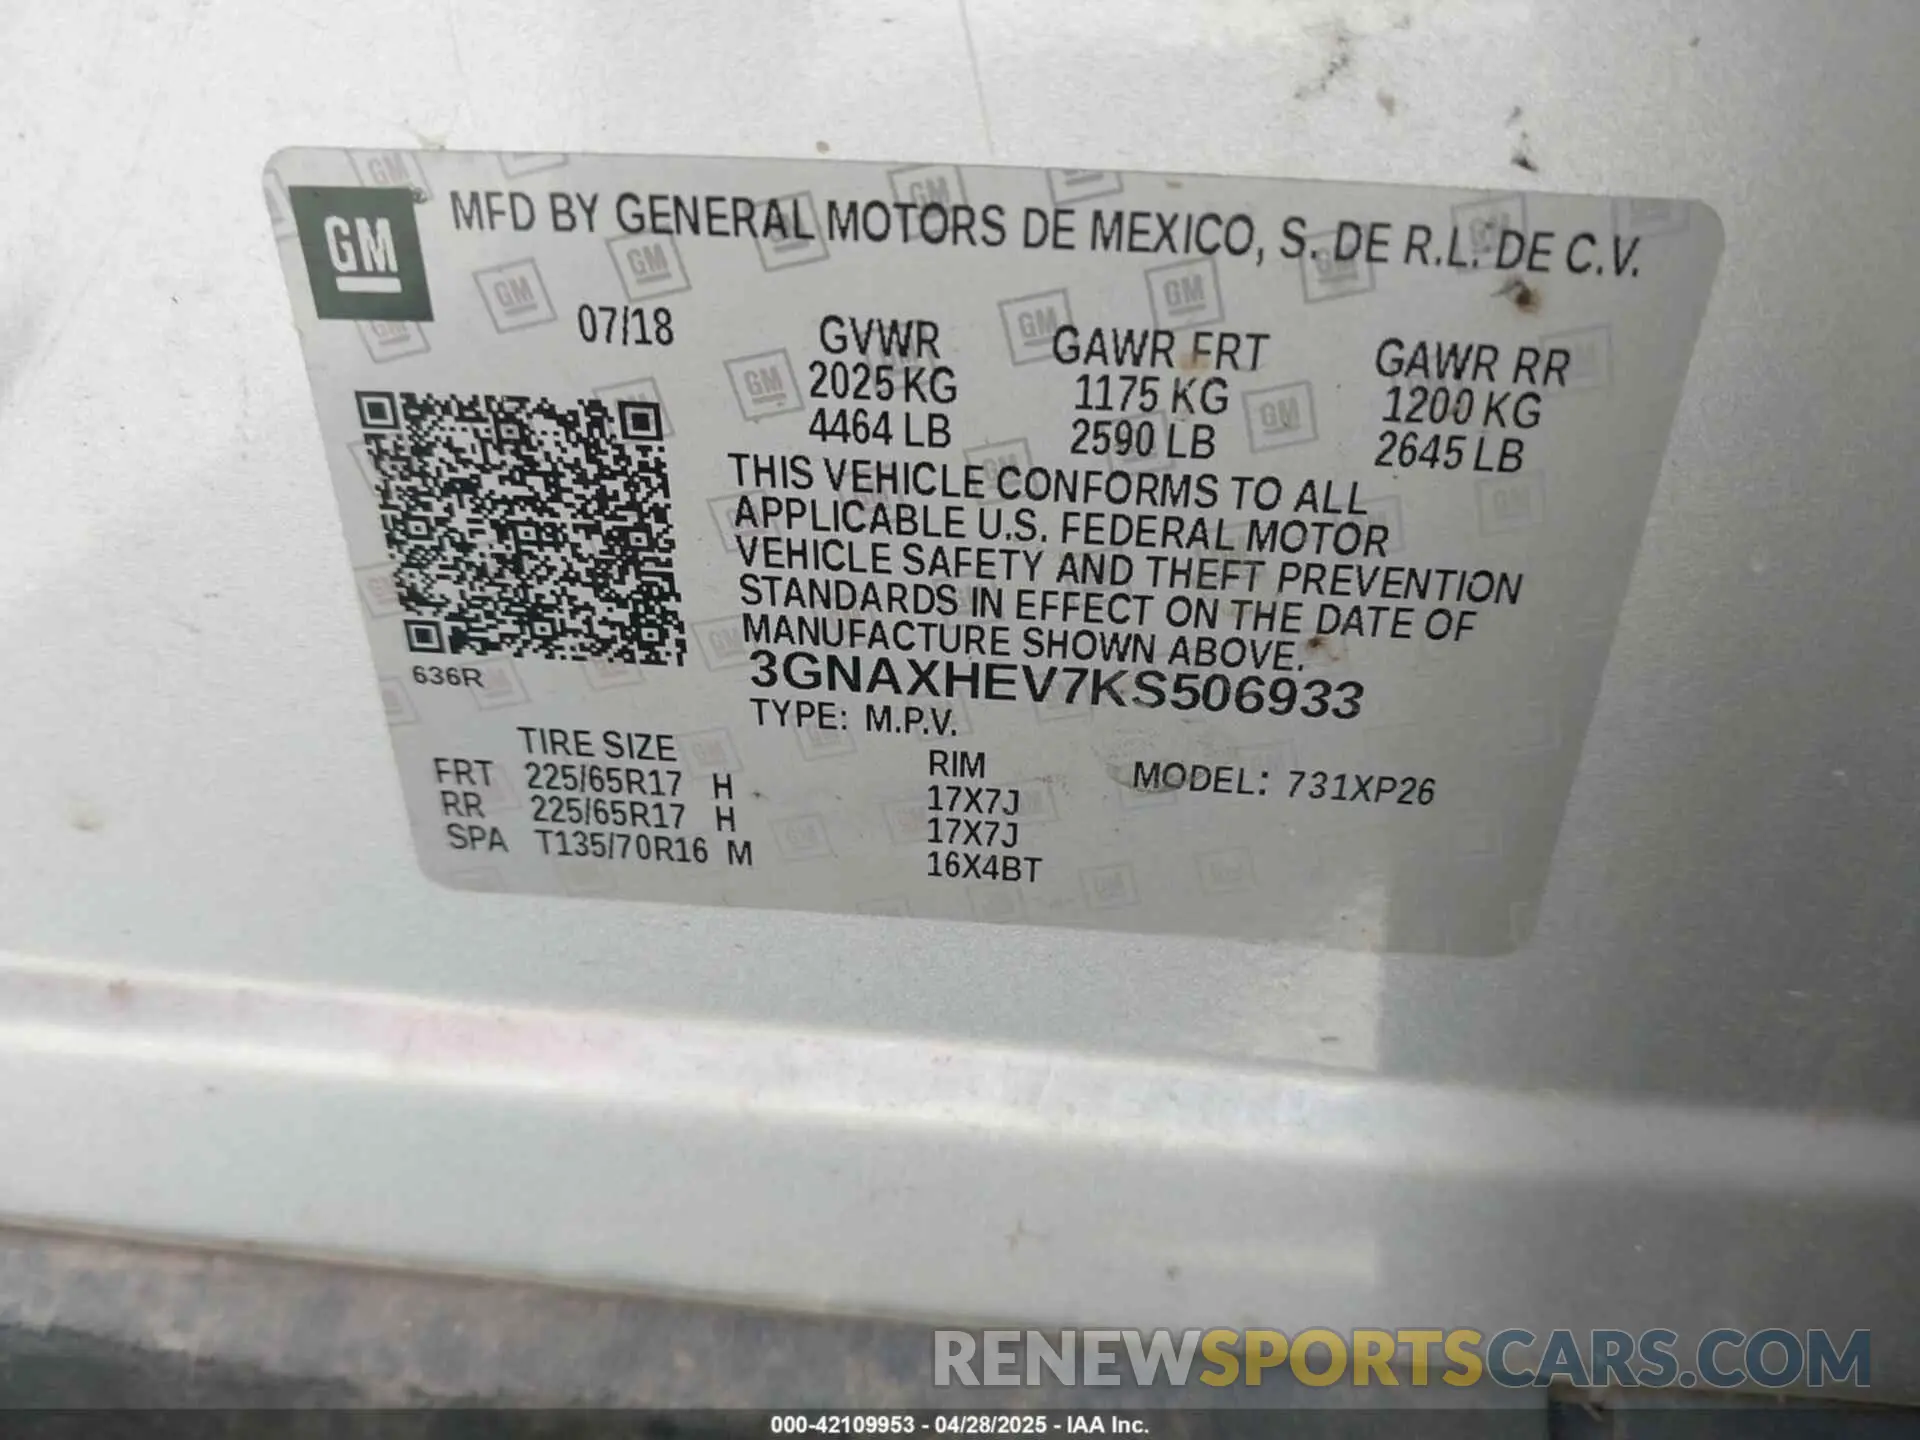 GM
MFD BY GENERAL MOTORS DE MEXICO, S. DE R.L. DE C.V.
07/18
GVWR GAWR FRT GAWR RR
2025 KG 1175 KG 1200 KG
4464 LB 2590 LB 2645 LB
THIS VEHICLE CONFORMS TO ALL
APPLICABLE U.S. FEDERAL MOTOR
VEHICLE SAFETY AND THEFT PREVENTION
STANDARDS IN EFFECT ON THE DATE OF
MANUFACTURE SHOWN ABOVE.
636R
3GNAXHEV7KS506933
TYPE: M.P.V.
TIRE SIZE RIM MODEL: 731XP26
FRT 225/65R17 H 17X7J
RR 225/65R17 H 17X7J
SPA T135/70R16 M 16X4BT
RENEWSPORTSCARS.COM
000-42109953 - 04/28/2025 - IAA Inc.